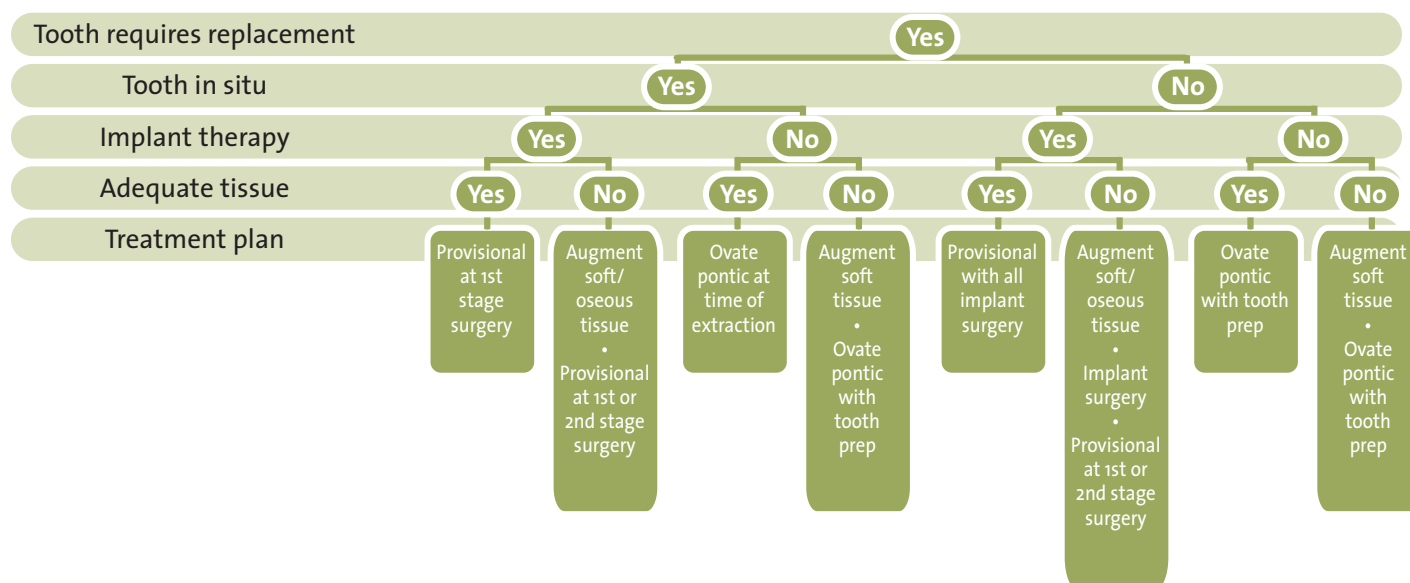 Tooth requires replacement
Yes
Tooth in situ
Yes
No
Implant therapy
Yes
No
Yes
No
Adequate tissue
Yes
No
Yes
No
Yes
No
Yes
No
Treatment plan
Provisional
at 1st
stage
surgery
Augment
soft/
oseous
tissue
•
Provisional
at 1st or
2nd stage
surgery
Ovate
pontic at
time of
extraction
Augment
soft
tissue
•
Ovate
pontic
with
tooth
prep
Provisional
with all
implant
surgery
Augment
soft/
oseous
tissue
•
Implant
surgery
•
Provisional
at 1st or
2nd stage
surgery
Ovate
pontic
with tooth
prep
Augment
soft
tissue
•
Ovate
pontic
with
tooth
prep